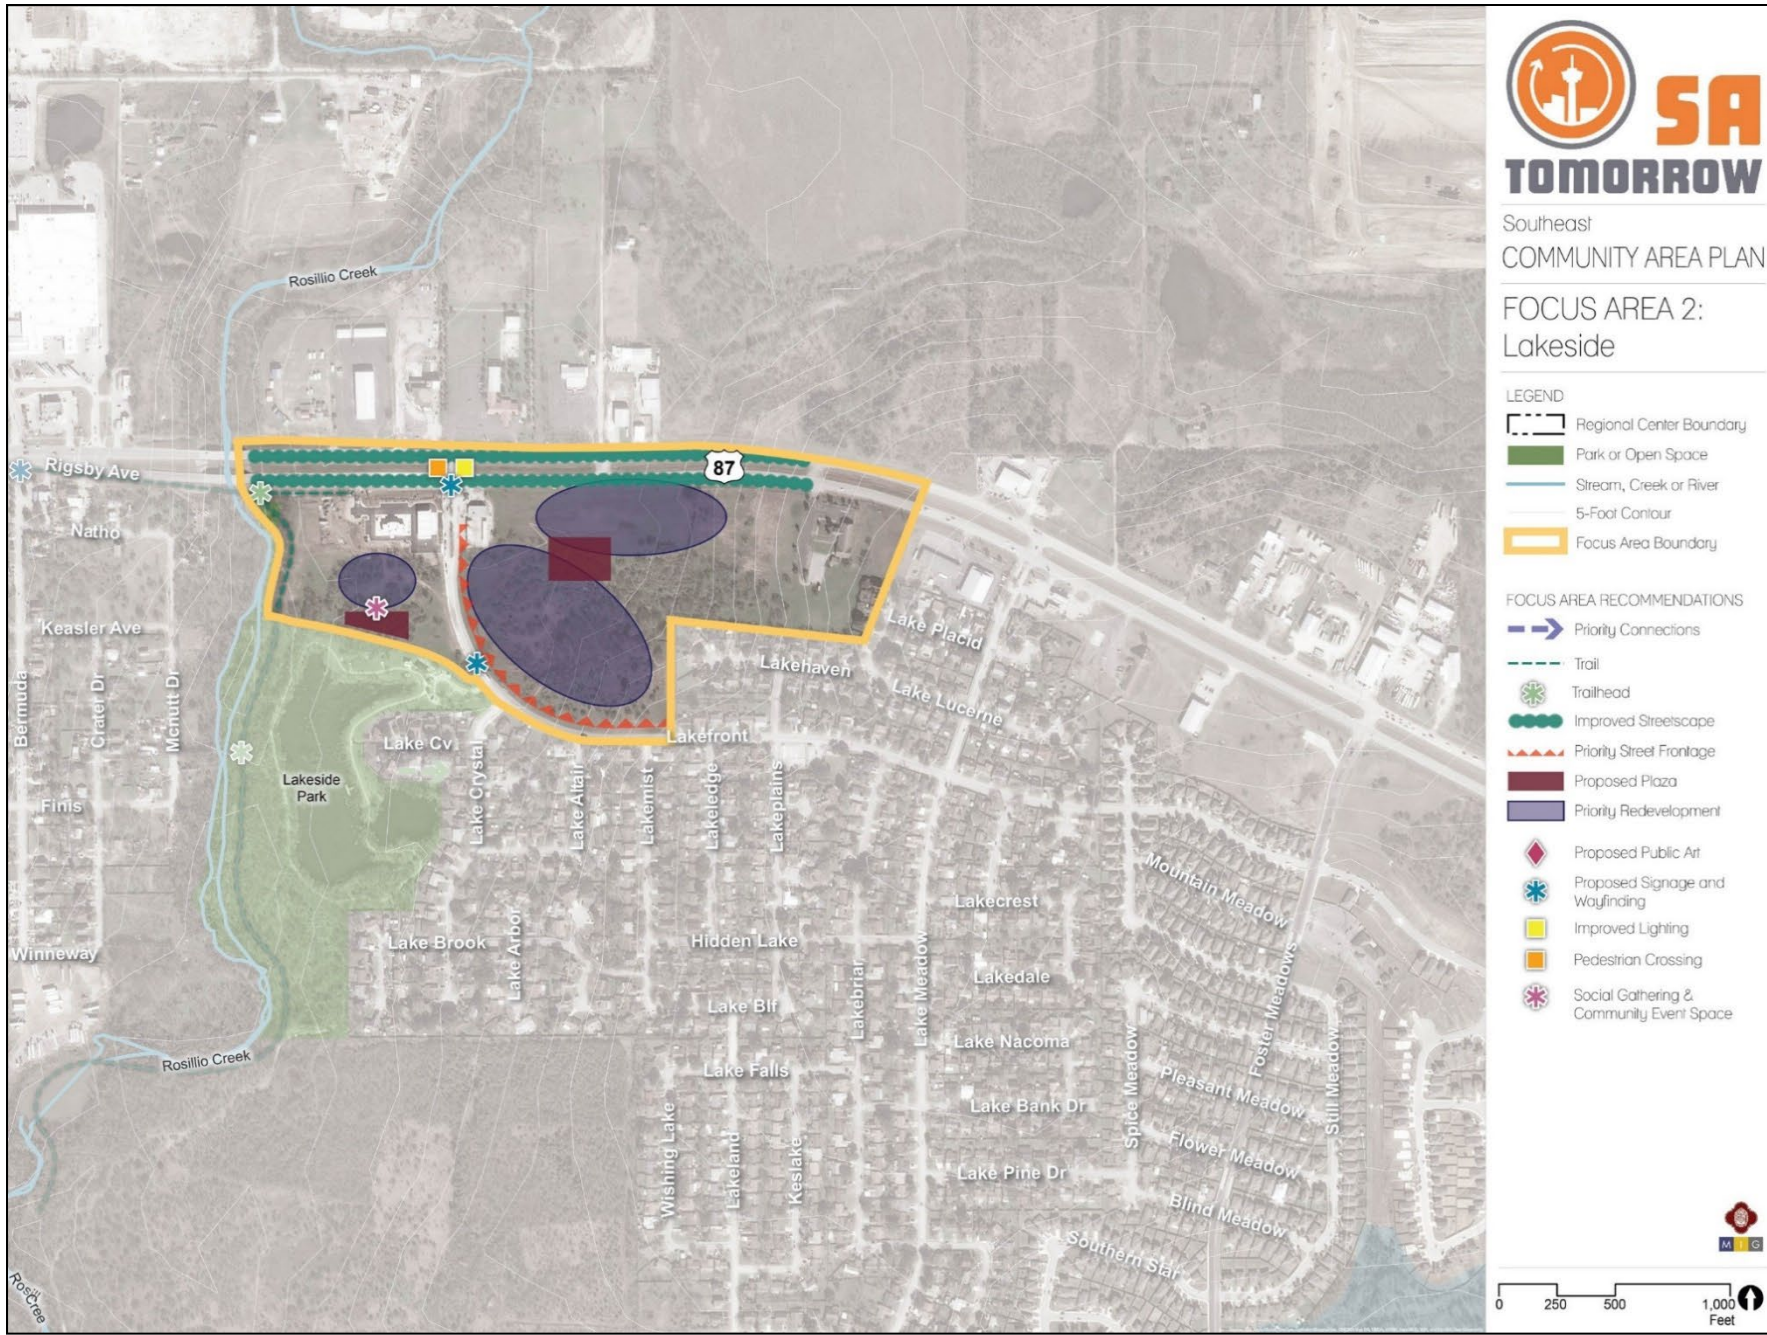 SA
TOMORROW
Southeast
COMMUNITY AREA PLAN
FOCUS AREA 2:
Lakeside
LEGEND
Regional Center Boundary
Park or Open Space
Stream, Creek or River
5-Foot Contour
Focus Area Boundary
FOCUS AREA RECOMMENDATIONS
Priority Connections
Trail
Trailhead
Improved Streetscape
Priority Street Frontage
Proposed Plaza
Priority Redevelopment
Proposed Public Art
Proposed Signage and
Wayfinding
Improved Lighting
Pedestrian Crossing
Social Gathering &
Community Event Space
MIG
0 250 500 1,000
Feet
Rosillio Creek
Rigsby Ave
87
Natho
Keasler Ave
Bermuda
Crater Dr
Mcnutt Dr
Finis
Winneway
Lakeside
Park
Lake Placid
Lakehaven
Lake Lucerne
Lakefront
Lake Cv
Lake Crystal
Lake Altair
Lakemist
Lakeledge
Lakeplains
Mountain Meadow
Lakecrest
Lake Brook
Lake Arbor
Hidden Lake
Lakebriar
Lake Meadow
Lakedale
Foster Meadows
Lake Blf
Lake Nacoma
Lake Falls
Spice Meadow
Pleasant Meadow
Still Meadow
Lake Bank Dr
Rosillio Creek
Wishing Lake
Lakeland
Keslake
Flower Meadow
Lake Pine Dr
Blind Meadow
Southern Star